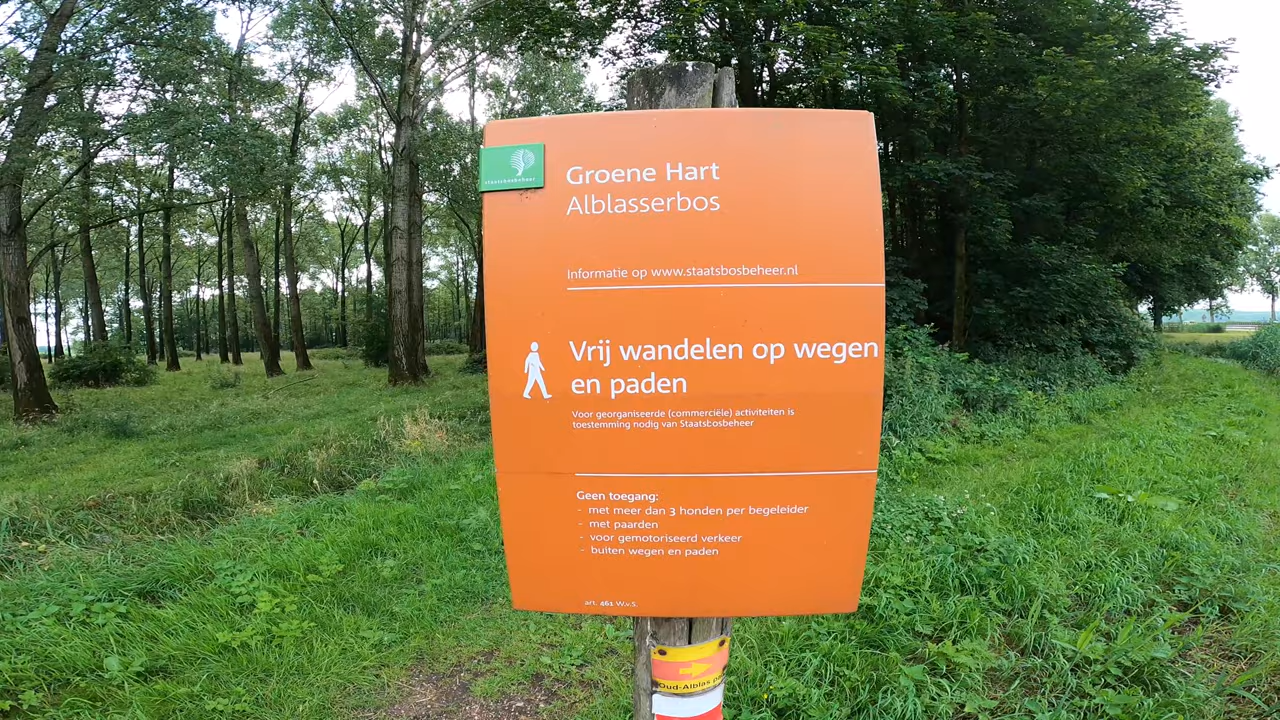 staatsbosbeheer
Groene Hart
Alblasserbos
Informatie op www.staatsbosbeheer.nl
Vrij wandelen op wegen
en paden
Voor georganiseerde (commerciële) activiteiten is
toestemming nodig van Staatsbosbeheer
Geen toegang:
- met meer dan 3 honden per begeleider
- met paarden
- voor gemotoriseerd verkeer
- buiten wegen en paden
art. 461 W.v.S.
Oud-Alblas